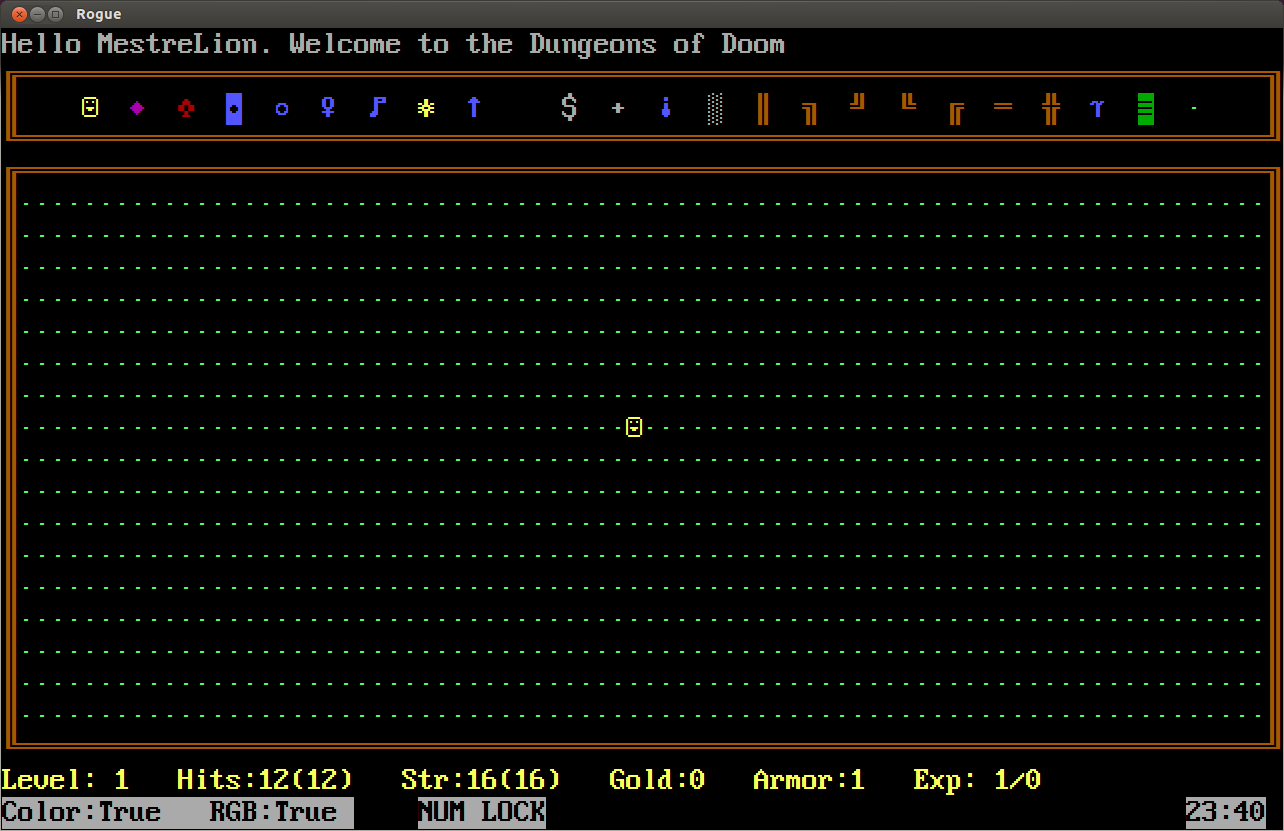 Rogue
Hello MestreLion. Welcome to the Dungeons of Doom
Level: 1 Hits:12(12) Str:16(16) Gold:0 Armor:1 Exp: 1/0
Color:True RGB:True NUM LOCK 23:40